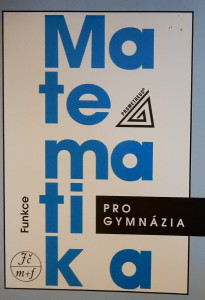 Ma
te
ma
ti
ka
PROMETHEUS
Funkce
PRO
GYMNÁZIA
Jč
m+f